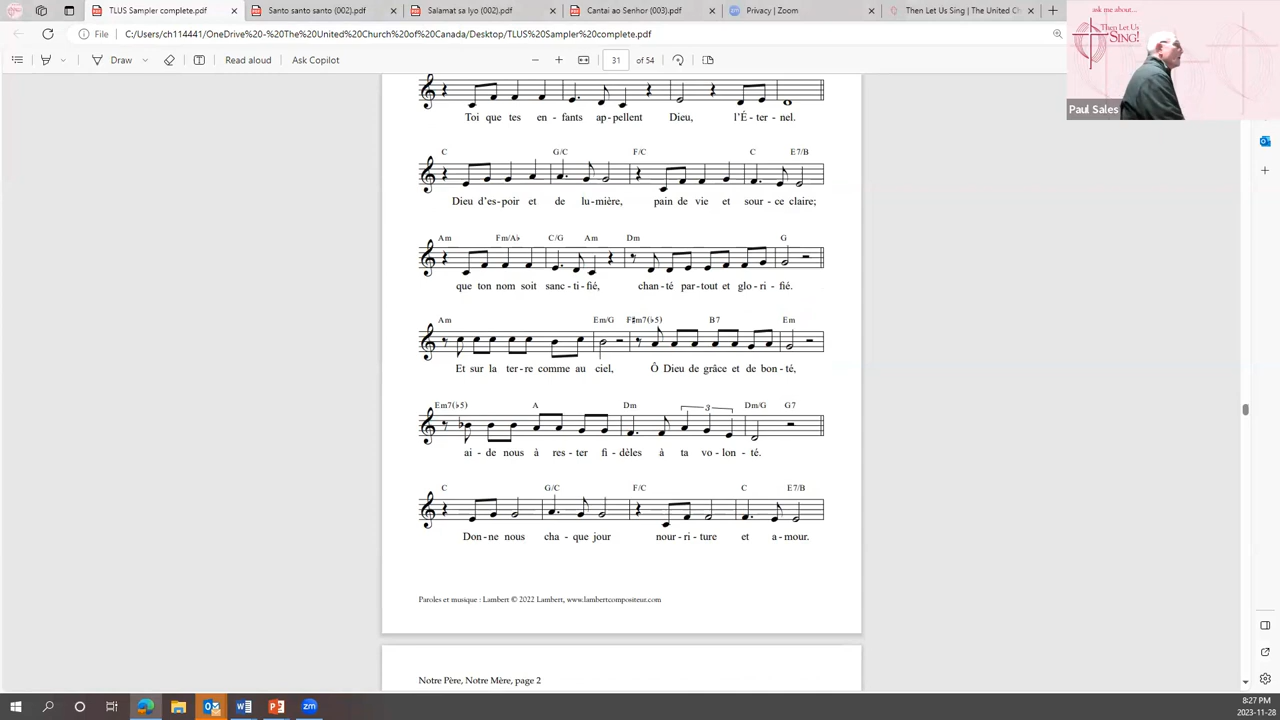 TLUS Sampler complete.pdf
Santo santo santo (002).pdf
Salamat sa Iyo (002).pdf
Cantai ao Senhor (003).pdf
Privacy | Zoom
Then Let Us Sing | The United Ch
File
C:/Users/ch114441/OneDrive%20-%20The%20United%20Church%20of%20Canada/Desktop/TLUS%20Sampler%20complete.pdf
Draw
Read aloud
Ask Copilot
31 of 54
ask me about...
Then Let Us
SING!
Paul Sales
Toi que tes en - fants ap - pellent Dieu, l'É - ter - nel.
C G/C F/C C E7/B
Dieu d'es - poir et de lu - mière, pain de vie et sour - ce claire;
Am Fm/A♭ C/G Am Dm G
que ton nom soit sanc - ti - fié, chan - té par - tout et glo - ri - fié.
Am Em/G F♯m7(♭5) B7 Em
Et sur la ter - re comme au ciel, Ô Dieu de grâce et de bon - té,
Em7(♭5) A Dm 3 Dm/G G7
ai - de nous à res - ter fi - dèles à ta vo - lon - té.
C G/C F/C C E7/B
Don - ne nous cha - que jour nour - ri - ture et a - mour.
Paroles et musique : Lambert © 2022 Lambert, www.lambertcompositeur.com
Notre Père, Notre Mère, page 2
8:27 PM
2023-11-28